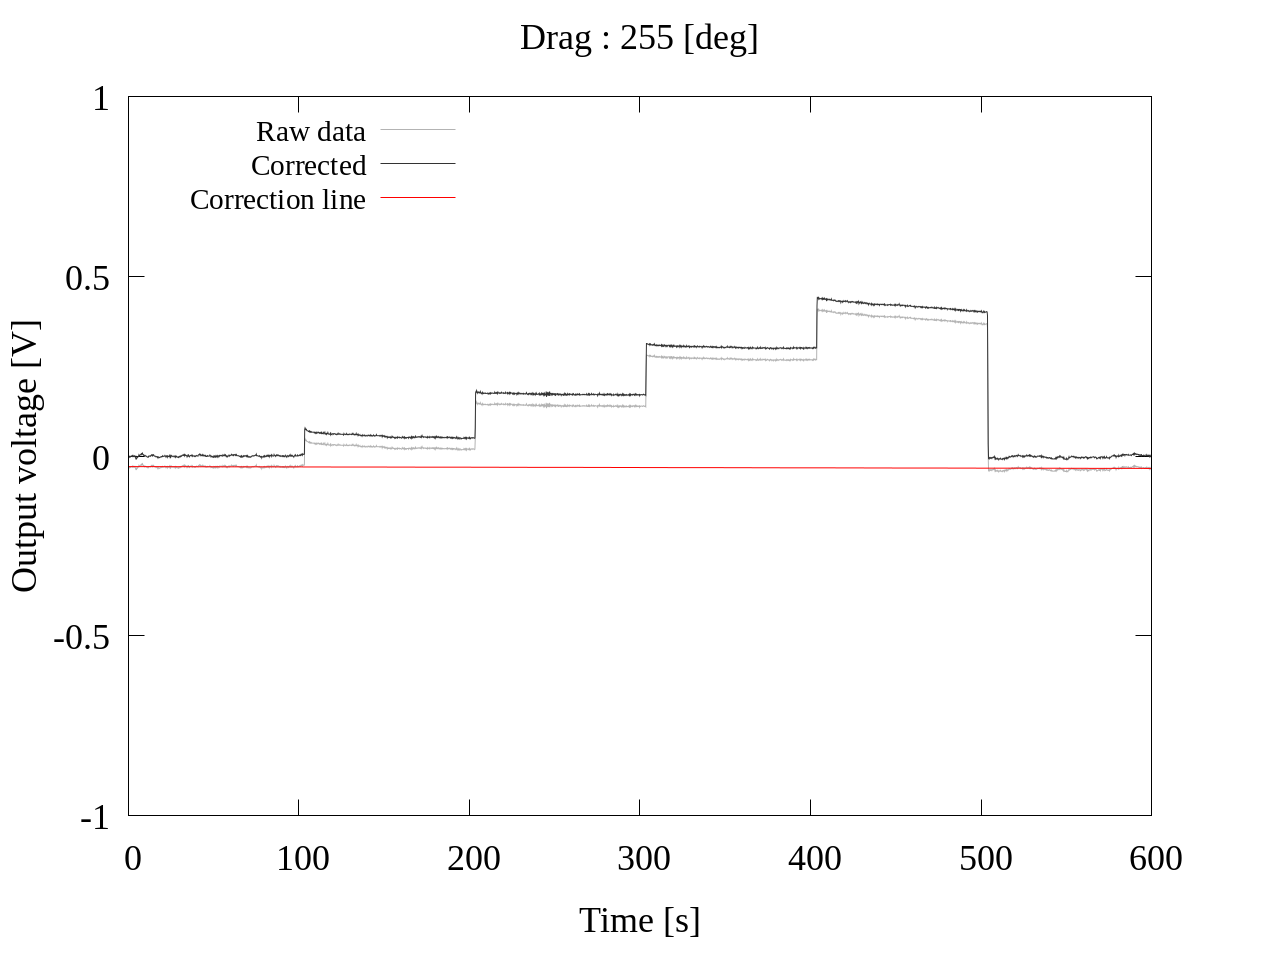 Drag : 255 [deg]
1
0.5
0
-0.5
-1
Output voltage [V]
Raw data
Corrected
Correction line
0 100 200 300 400 500 600
Time [s]